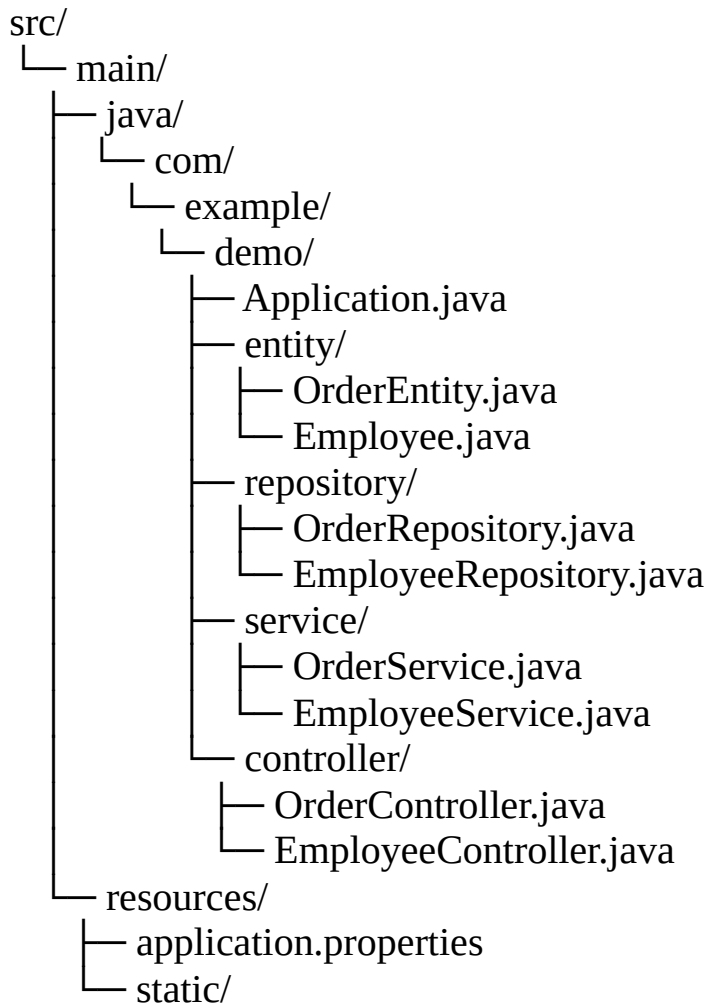 src/
└── main/
├── java/
│ └── com/
│ └── example/
│ └── demo/
│ ├── Application.java
│ ├── entity/
│ │ ├── OrderEntity.java
│ │ └── Employee.java
│ ├── repository/
│ │ ├── OrderRepository.java
│ │ └── EmployeeRepository.java
│ ├── service/
│ │ ├── OrderService.java
│ │ └── EmployeeService.java
│ └── controller/
│ ├── OrderController.java
│ └── EmployeeController.java
└── resources/
├── application.properties
└── static/